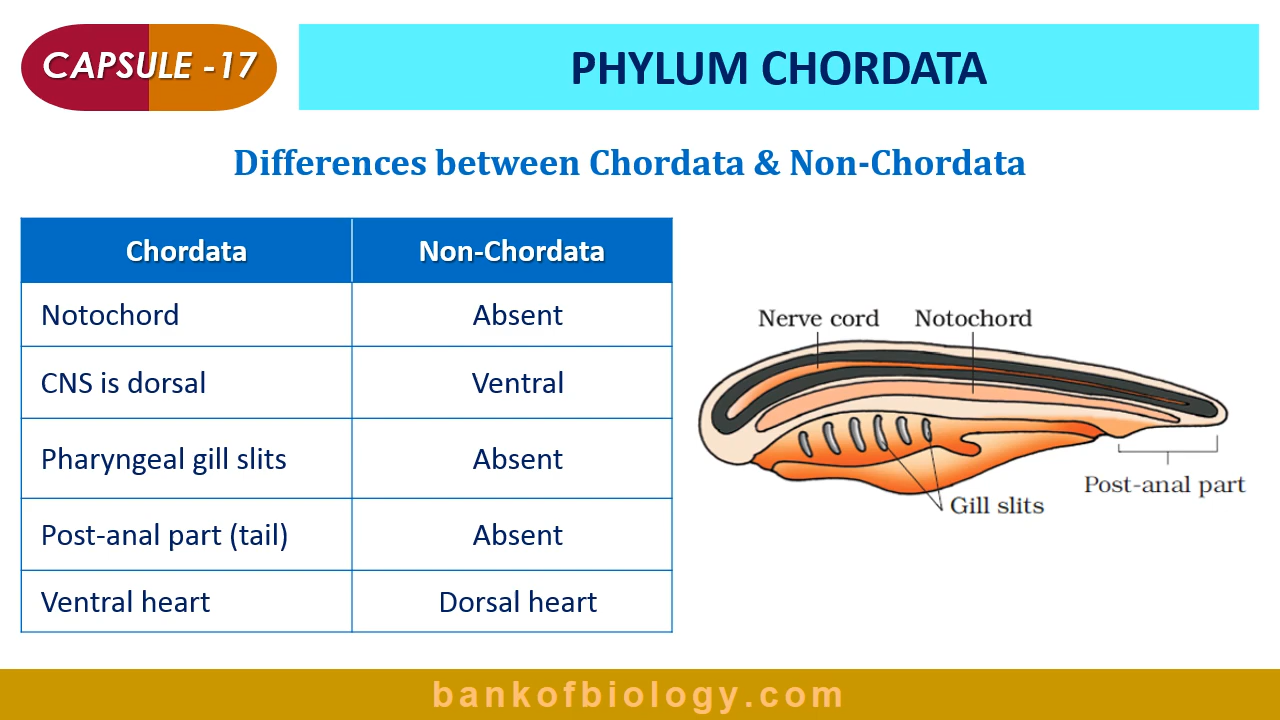 CAPSULE -17
PHYLUM CHORDATA
Differences between Chordata & Non-Chordata
Chordata Non-Chordata
Notochord Absent
CNS is dorsal Ventral
Pharyngeal gill slits Absent
Post-anal part (tail) Absent
Ventral heart Dorsal heart
Nerve cord Notochord
Post-anal part
Gill slits
bankofbiology.com